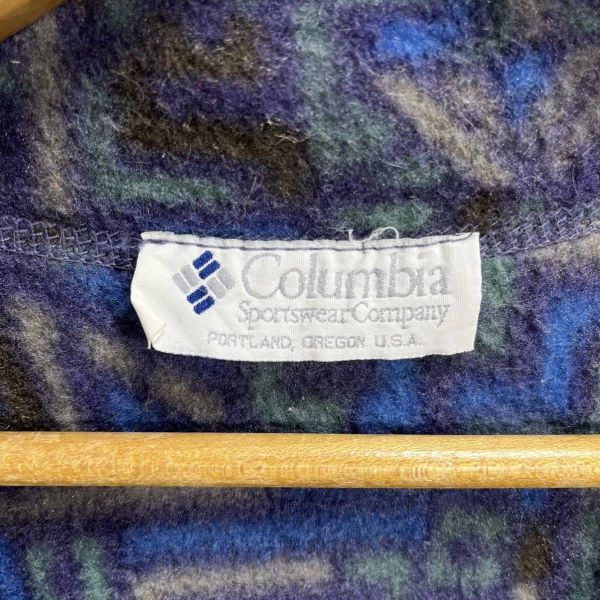 Columbia
Sportswear Company
PORTLAND, OREGON U.S.A.